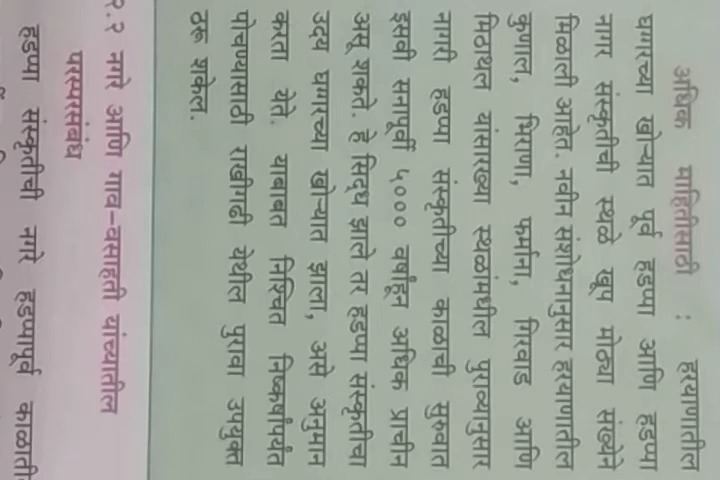 अधिक माहितीसाठी : हरयाणातील
घग्गरच्या खोऱ्यात पूर्व हडप्पा आणि हडप्पा
नागर संस्कृतीची स्थळे खूप मोठ्या संख्येने
मिळाली आहेत. नवीन संशोधनानुसार हरयाणातील
कुणाल, भिराणा, फर्माना, गिरवाड आणि
मिठाथल यांसारख्या स्थळांमधील पुराव्यानुसार
नागरी हडप्पा संस्कृतीच्या काळाची सुरुवात
इसवी सनापूर्वी ५००० वर्षांहून अधिक प्राचीन
असू शकते. हे सिद्ध झाले तर हडप्पा संस्कृतीचा
उदय घग्गरच्या खोऱ्यात झाला, असे अनुमान
करता येते. याबाबत निश्चित निष्कर्षापर्यंत
पोचण्यासाठी राखीगढी येथील पुरावा उपयुक्त
ठरू शकेल.
२.२ नगरे आणि गाव-वसाहती यांच्यातील
परस्परसंबंध
हडप्पा संस्कृतीची नगरे हडप्पापूर्व काळातील